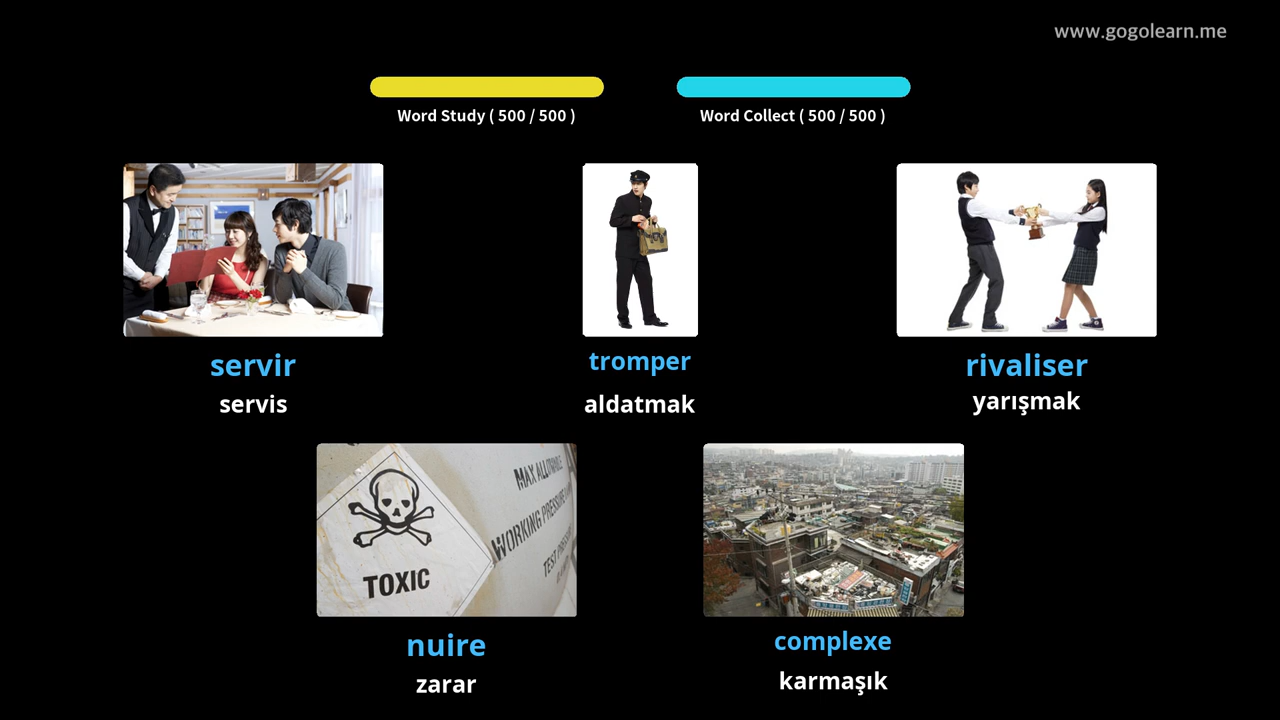 www.gogolearn.me
Word Study ( 500 / 500 )
Word Collect ( 500 / 500 )
servir
servis
tromper
aldatmak
rivaliser
yarışmak
TOXIC
MAX ALLOWABLE
WORKING PRESSURE
nuire
zarar
complexe
karmaşık